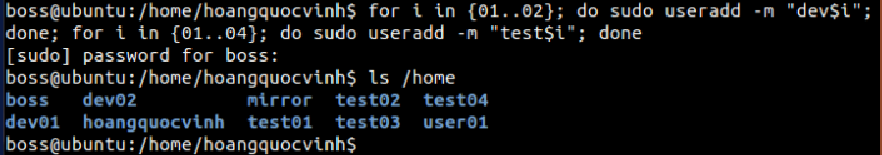 boss@ubuntu:/home/hoangquocvinh$ for i in {01..02}; do sudo useradd -m "dev$i";
done; for i in {01..04}; do sudo useradd -m "test$i"; done
[sudo] password for boss:
boss@ubuntu:/home/hoangquocvinh$ ls /home
boss dev02 mirror test02 test04
dev01 hoangquocvinh test01 test03 user01
boss@ubuntu:/home/hoangquocvinh$